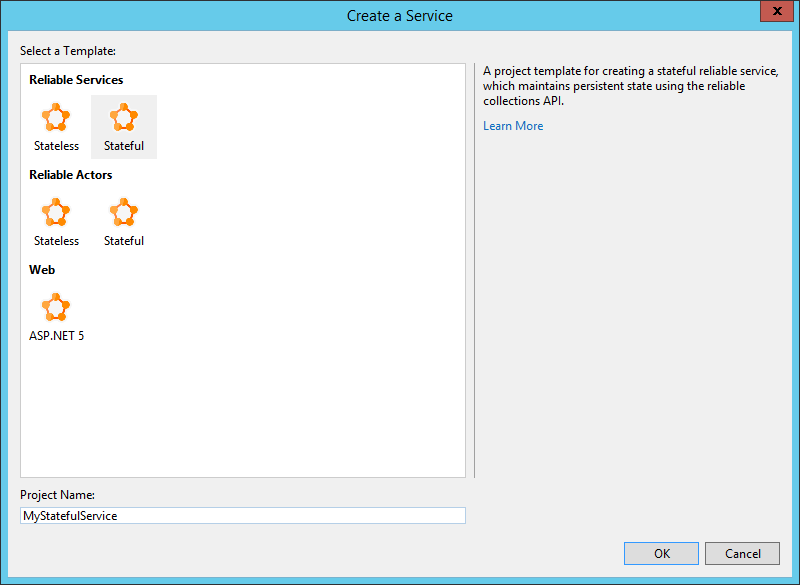 Create a Service
x
Select a Template:
Reliable Services
Stateless
Stateful
Reliable Actors
Stateless
Stateful
Web
ASP.NET 5
A project template for creating a stateful reliable service,
which maintains persistent state using the reliable
collections API.
Learn More
Project Name:
MyStatefulService
OK
Cancel